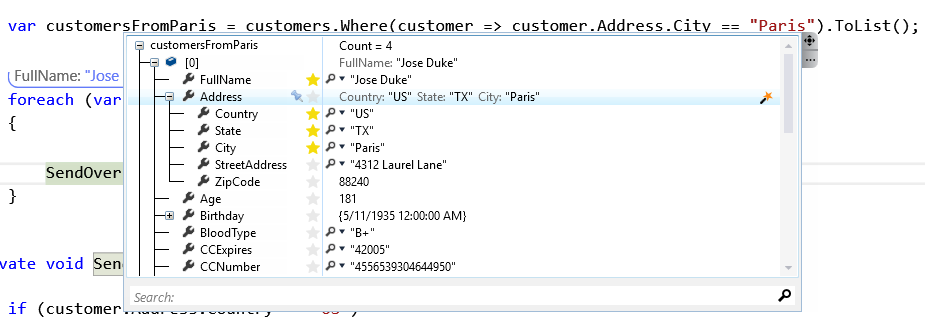 var customersFromParis = customers.Where(customer => customer.Address.City == "Paris").ToList();
customersFromParis Count = 4
[0] FullName: "Jose Duke"
FullName "Jose Duke"
FullName: "Jose
Address Country: "US" State: "TX" City: "Paris"
foreach (var
Country "US"
{
State "TX"
City "Paris"
StreetAddress "4312 Laurel Lane"
SendOver
ZipCode 88240
}
Age 181
Birthday {5/11/1935 12:00:00 AM}
BloodType "B+"
CCExpires "42005"
vate void Sen
CCNumber "4556539304644950"
Search:
if (customer.Address.Country